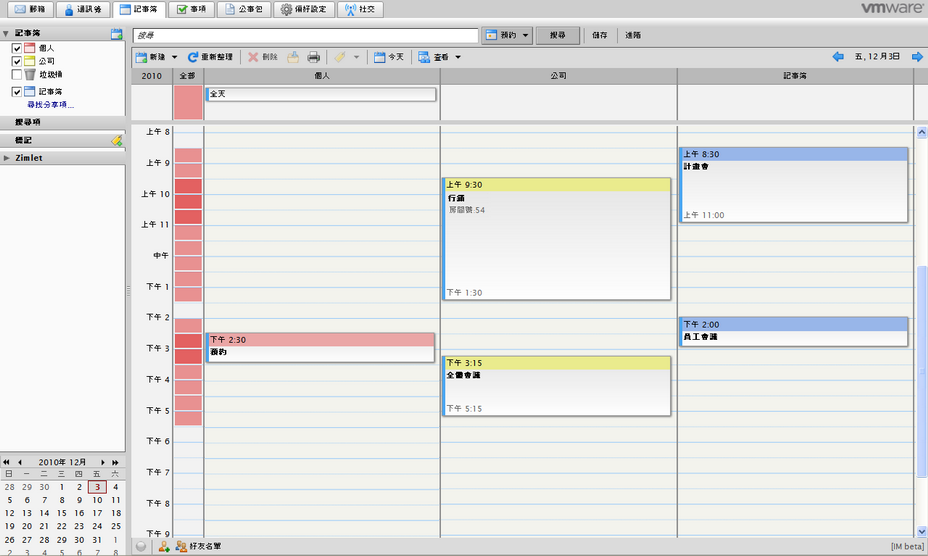 郵箱 通訊錄 記事簿 事項 公事包 偏好設定 社交 vmware
記事簿
個人
公司
垃圾桶
記事簿
尋找分享項...
搜尋項
標記
Zimlet
搜尋 預約 搜尋 儲存 進階
新建 重新整理 刪除 今天 查看 五, 12 月3日
2010 全部 個人 公司 記事簿
全天
上午 8
上午 9
上午 10
上午 11
中午
下午 1
下午 2
下午 3
下午 4
下午 5
下午 6
下午 7
下午 8
下午 9
下午 2:30
預約
上午 9:30
行銷
房間號:54
下午 1:30
下午 3:15
全體會議
下午 5:15
上午 8:30
計畫會
上午 11:00
下午 2:00
員工會議
2010年 12月
日 一 二 三 四 五 六
28 29 30 1 2 3 4
5 6 7 8 9 10 11
12 13 14 15 16 17 18
19 20 21 22 23 24 25
26 27 28 29 30 31 1
2 3 4 5 6 7 8
好友名單 [IM beta]